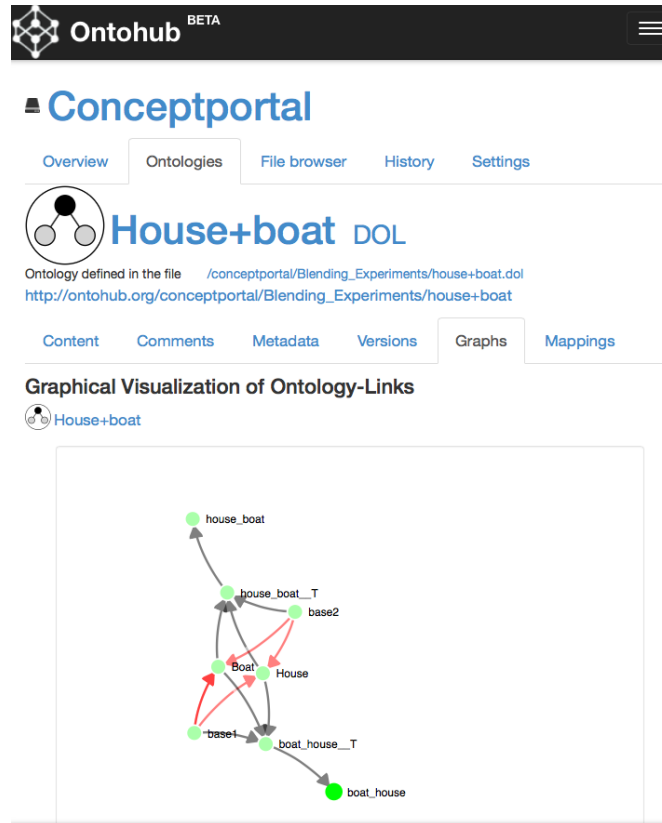 Ontohub BETA
Conceptportal
Overview Ontologies File browser History Settings
House+boat DOL
Ontology defined in the file /conceptportal/Blending_Experiments/house+boat.dol
http://ontohub.org/conceptportal/Blending_Experiments/house+boat
Content Comments Metadata Versions Graphs Mappings
Graphical Visualization of Ontology-Links
House+boat
house_boat
house_boat__T
base2
Boat
House
base1
boat_house__T
boat_house